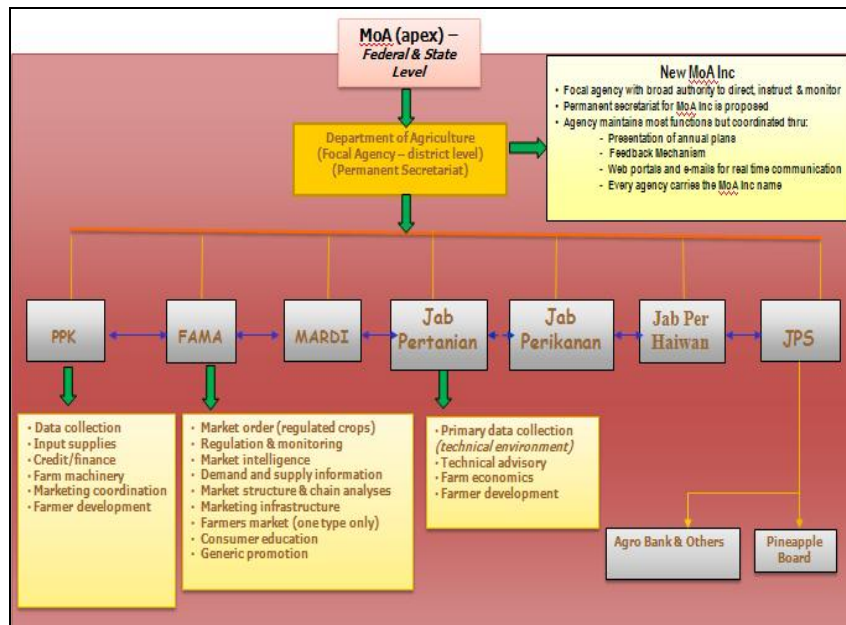 MoA (apex) –
Federal & State
Level
New MoA Inc
• Focal agency with broad authority to direct, instruct & monitor
• Permanent secretariat for MoA Inc is proposed
• Agency maintains most functions but coordinated thru:
- Presentation of annual plans
- Feedback Mechanism
- Web portals and e-mails for real time communication
- Every agency carries the MoA Inc name
Department of Agriculture
(Focal Agency – district level)
(Permanent Secretariat)
PPK
FAMA
MARDI
Jab
Pertanian
Jab
Perikanan
Jab Per
Haiwan
JPS
• Data collection
• Input supplies
• Credit/finance
• Farm machinery
• Marketing coordination
• Farmer development
• Market order (regulated crops)
• Regulation & monitoring
• Market intelligence
• Demand and supply information
• Market structure & chain analyses
• Marketing infrastructure
• Farmers market (one type only)
• Consumer education
• Generic promotion
• Primary data collection
(technical environment)
• Technical advisory
• Farm economics
• Farmer development
Agro Bank & Others
Pineapple
Board